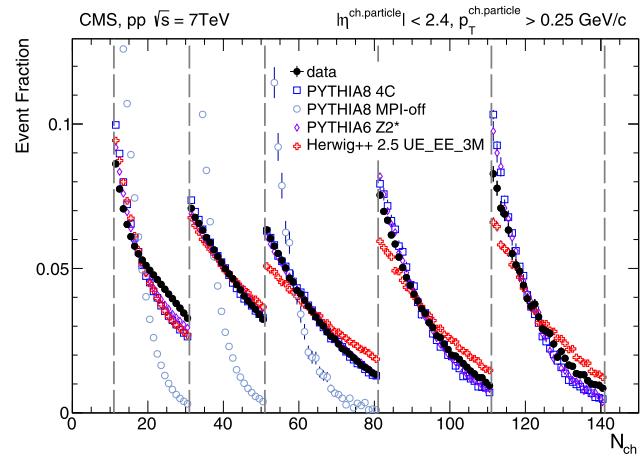 CMS, pp √s = 7TeV
|η^ch.particle| < 2.4, p_T^ch.particle > 0.25 GeV/c
Event Fraction
data
PYTHIA8 4C
PYTHIA8 MPI-off
PYTHIA6 Z2*
Herwig++ 2.5 UE_EE_3M
0.1
0.05
0
0 20 40 60 80 100 120 140
N_ch